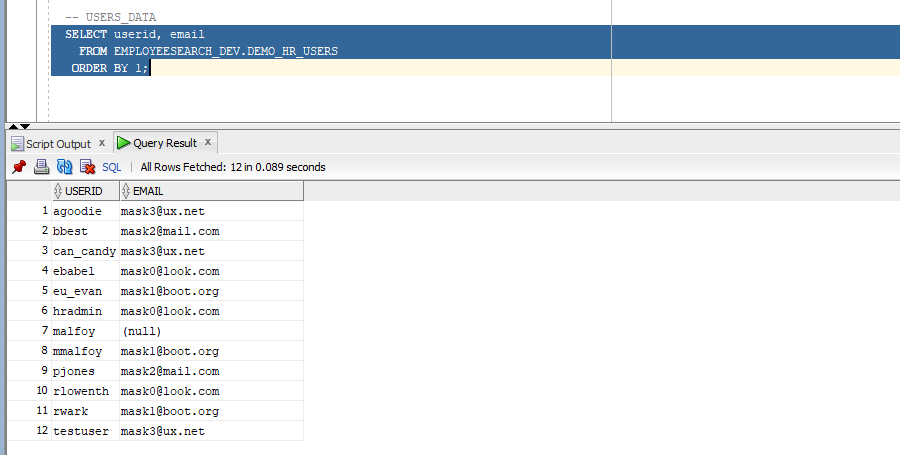 -- USERS_DATA
SELECT userid, email
FROM EMPLOYEESEARCH_DEV.DEMO_HR_USERS
ORDER BY 1;
Script Output x Query Result x
SQL | All Rows Fetched: 12 in 0.089 seconds
USERID EMAIL
1 agoodie mask3@ux.net
2 bbest mask2@mail.com
3 can_candy mask3@ux.net
4 ebabel mask0@look.com
5 eu_evan mask1@boot.org
6 hradmin mask0@look.com
7 malfoy (null)
8 mmalfoy mask1@boot.org
9 pjones mask2@mail.com
10 rlowenth mask0@look.com
11 rwark mask1@boot.org
12 testuser mask3@ux.net